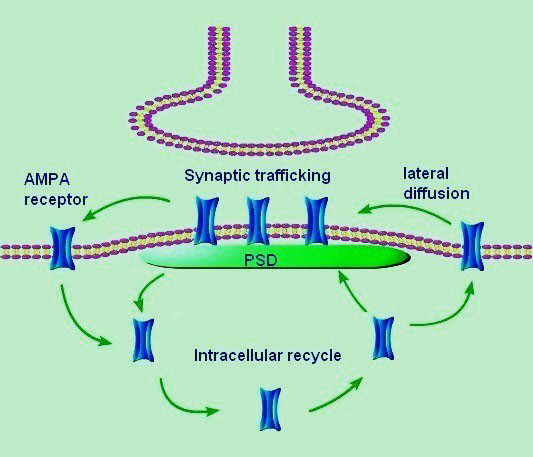 Synaptic trafficking
AMPA
receptor
lateral
diffusion
PSD
Intracellular recycle